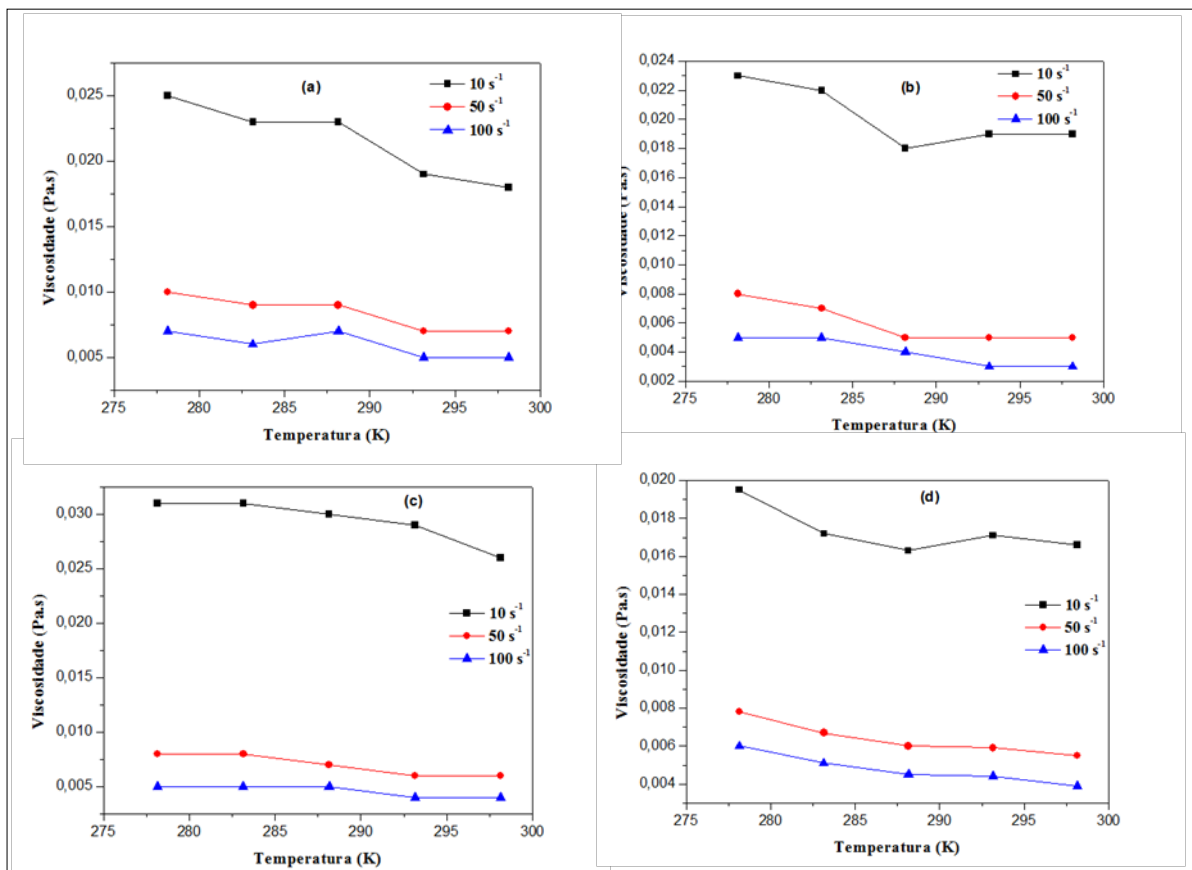 (a)
10 s⁻¹
50 s⁻¹
100 s⁻¹
0,025
0,020
0,015
0,010
0,005
Viscosidade (Pa.s)
275 280 285 290 295 300
Temperatura (K)
(b)
10 s⁻¹
50 s⁻¹
100 s⁻¹
0,024
0,022
0,020
0,018
0,016
0,014
0,012
0,010
0,008
0,006
0,004
0,002
Viscosidade (Pa.s)
275 280 285 290 295 300
Temperatura (K)
(c)
10 s⁻¹
50 s⁻¹
100 s⁻¹
0,030
0,025
0,020
0,015
0,010
0,005
Viscosidade (Pa.s)
275 280 285 290 295 300
Temperatura (K)
(d)
10 s⁻¹
50 s⁻¹
100 s⁻¹
0,020
0,018
0,016
0,014
0,012
0,010
0,008
0,006
0,004
Viscosidade (Pa.s)
275 280 285 290 295 300
Temperatura (K)